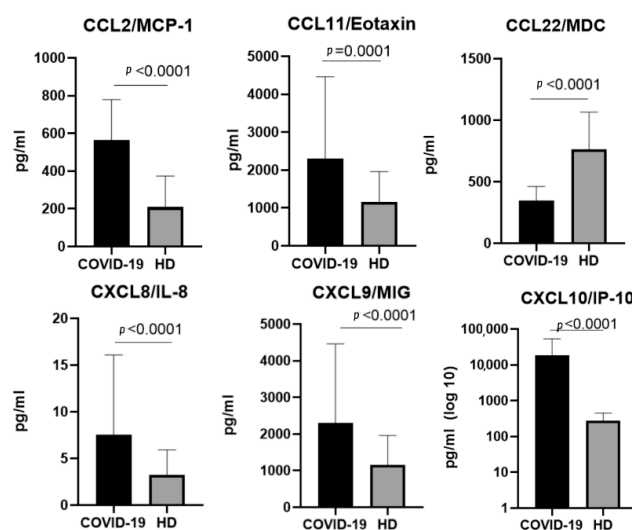 CCL2/MCP-1
p <0.0001
1000
800
600
400
200
0
pg/ml
COVID-19 HD
CCL11/Eotaxin
p =0.0001
5000
4000
3000
2000
1000
0
pg/ml
COVID-19 HD
CCL22/MDC
p <0.0001
1500
1000
500
0
pg/ml
COVID-19 HD
CXCL8/IL-8
p <0.0001
20
15
10
5
0
pg/ml
COVID-19 HD
CXCL9/MIG
p <0.0001
5000
4000
3000
2000
1000
0
pg/ml
COVID-19 HD
CXCL10/IP-10
p <0.0001
100,000
10,000
1000
100
10
1
pg/ml (log 10)
COVID-19 HD